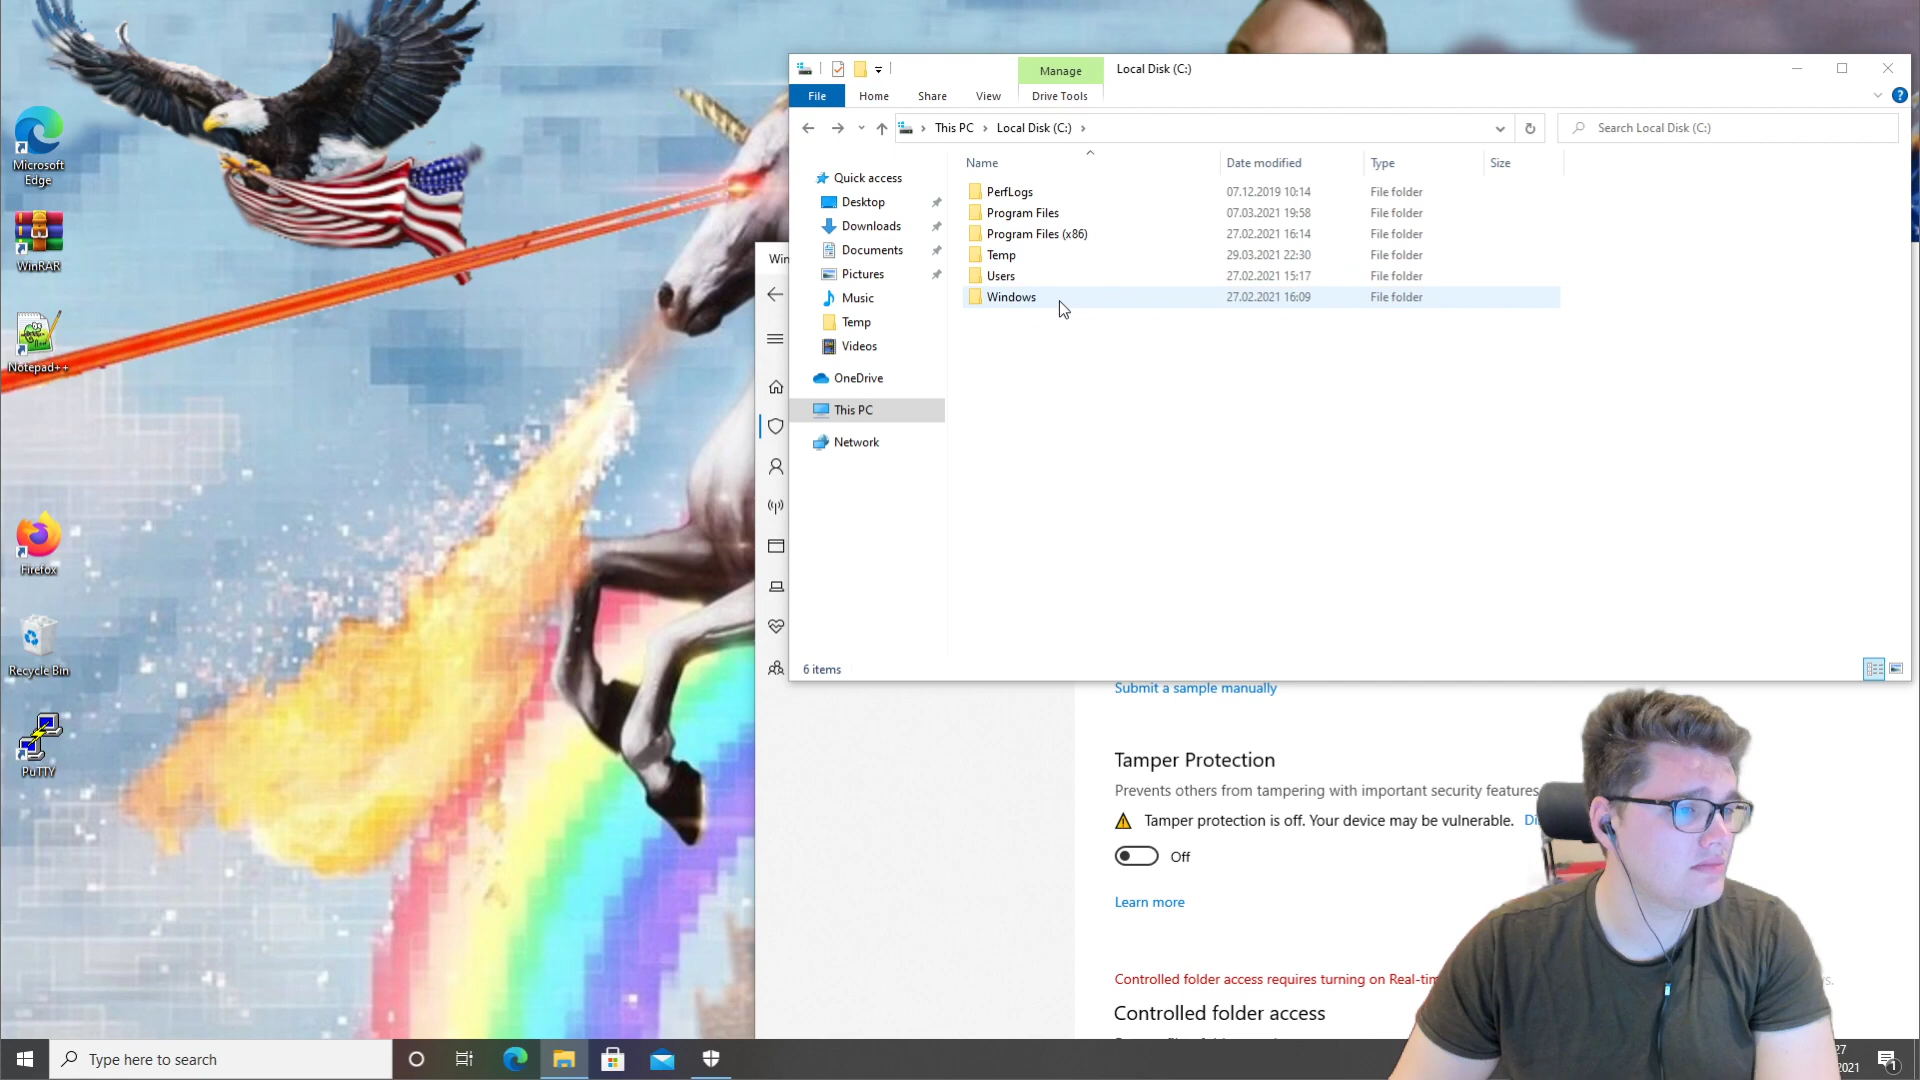 Microsoft
Edge
WinRAR
Notepad++
Firefox
Recycle Bin
PuTTY
Manage
Local Disk (C:)
File
Home
Share
View
Drive Tools
This PC
Local Disk (C:)
Search Local Disk (C:)
Name
Date modified
Type
Size
Quick access
Desktop
Downloads
Documents
Pictures
Music
Temp
Videos
OneDrive
This PC
Network
PerfLogs 07.12.2019 10:14 File folder
Program Files 07.03.2021 19:58 File folder
Program Files (x86) 27.02.2021 16:14 File folder
Temp 29.03.2021 22:30 File folder
Users 27.02.2021 15:17 File folder
Windows 27.02.2021 16:09 File folder
6 items
Win
Submit a sample manually
Tamper Protection
Prevents others from tampering with important security features
Tamper protection is off. Your device may be vulnerable. Di
Off
Learn more
Controlled folder access requires turning on Real-tim
Controlled folder access
Type here to search
27
2021
1